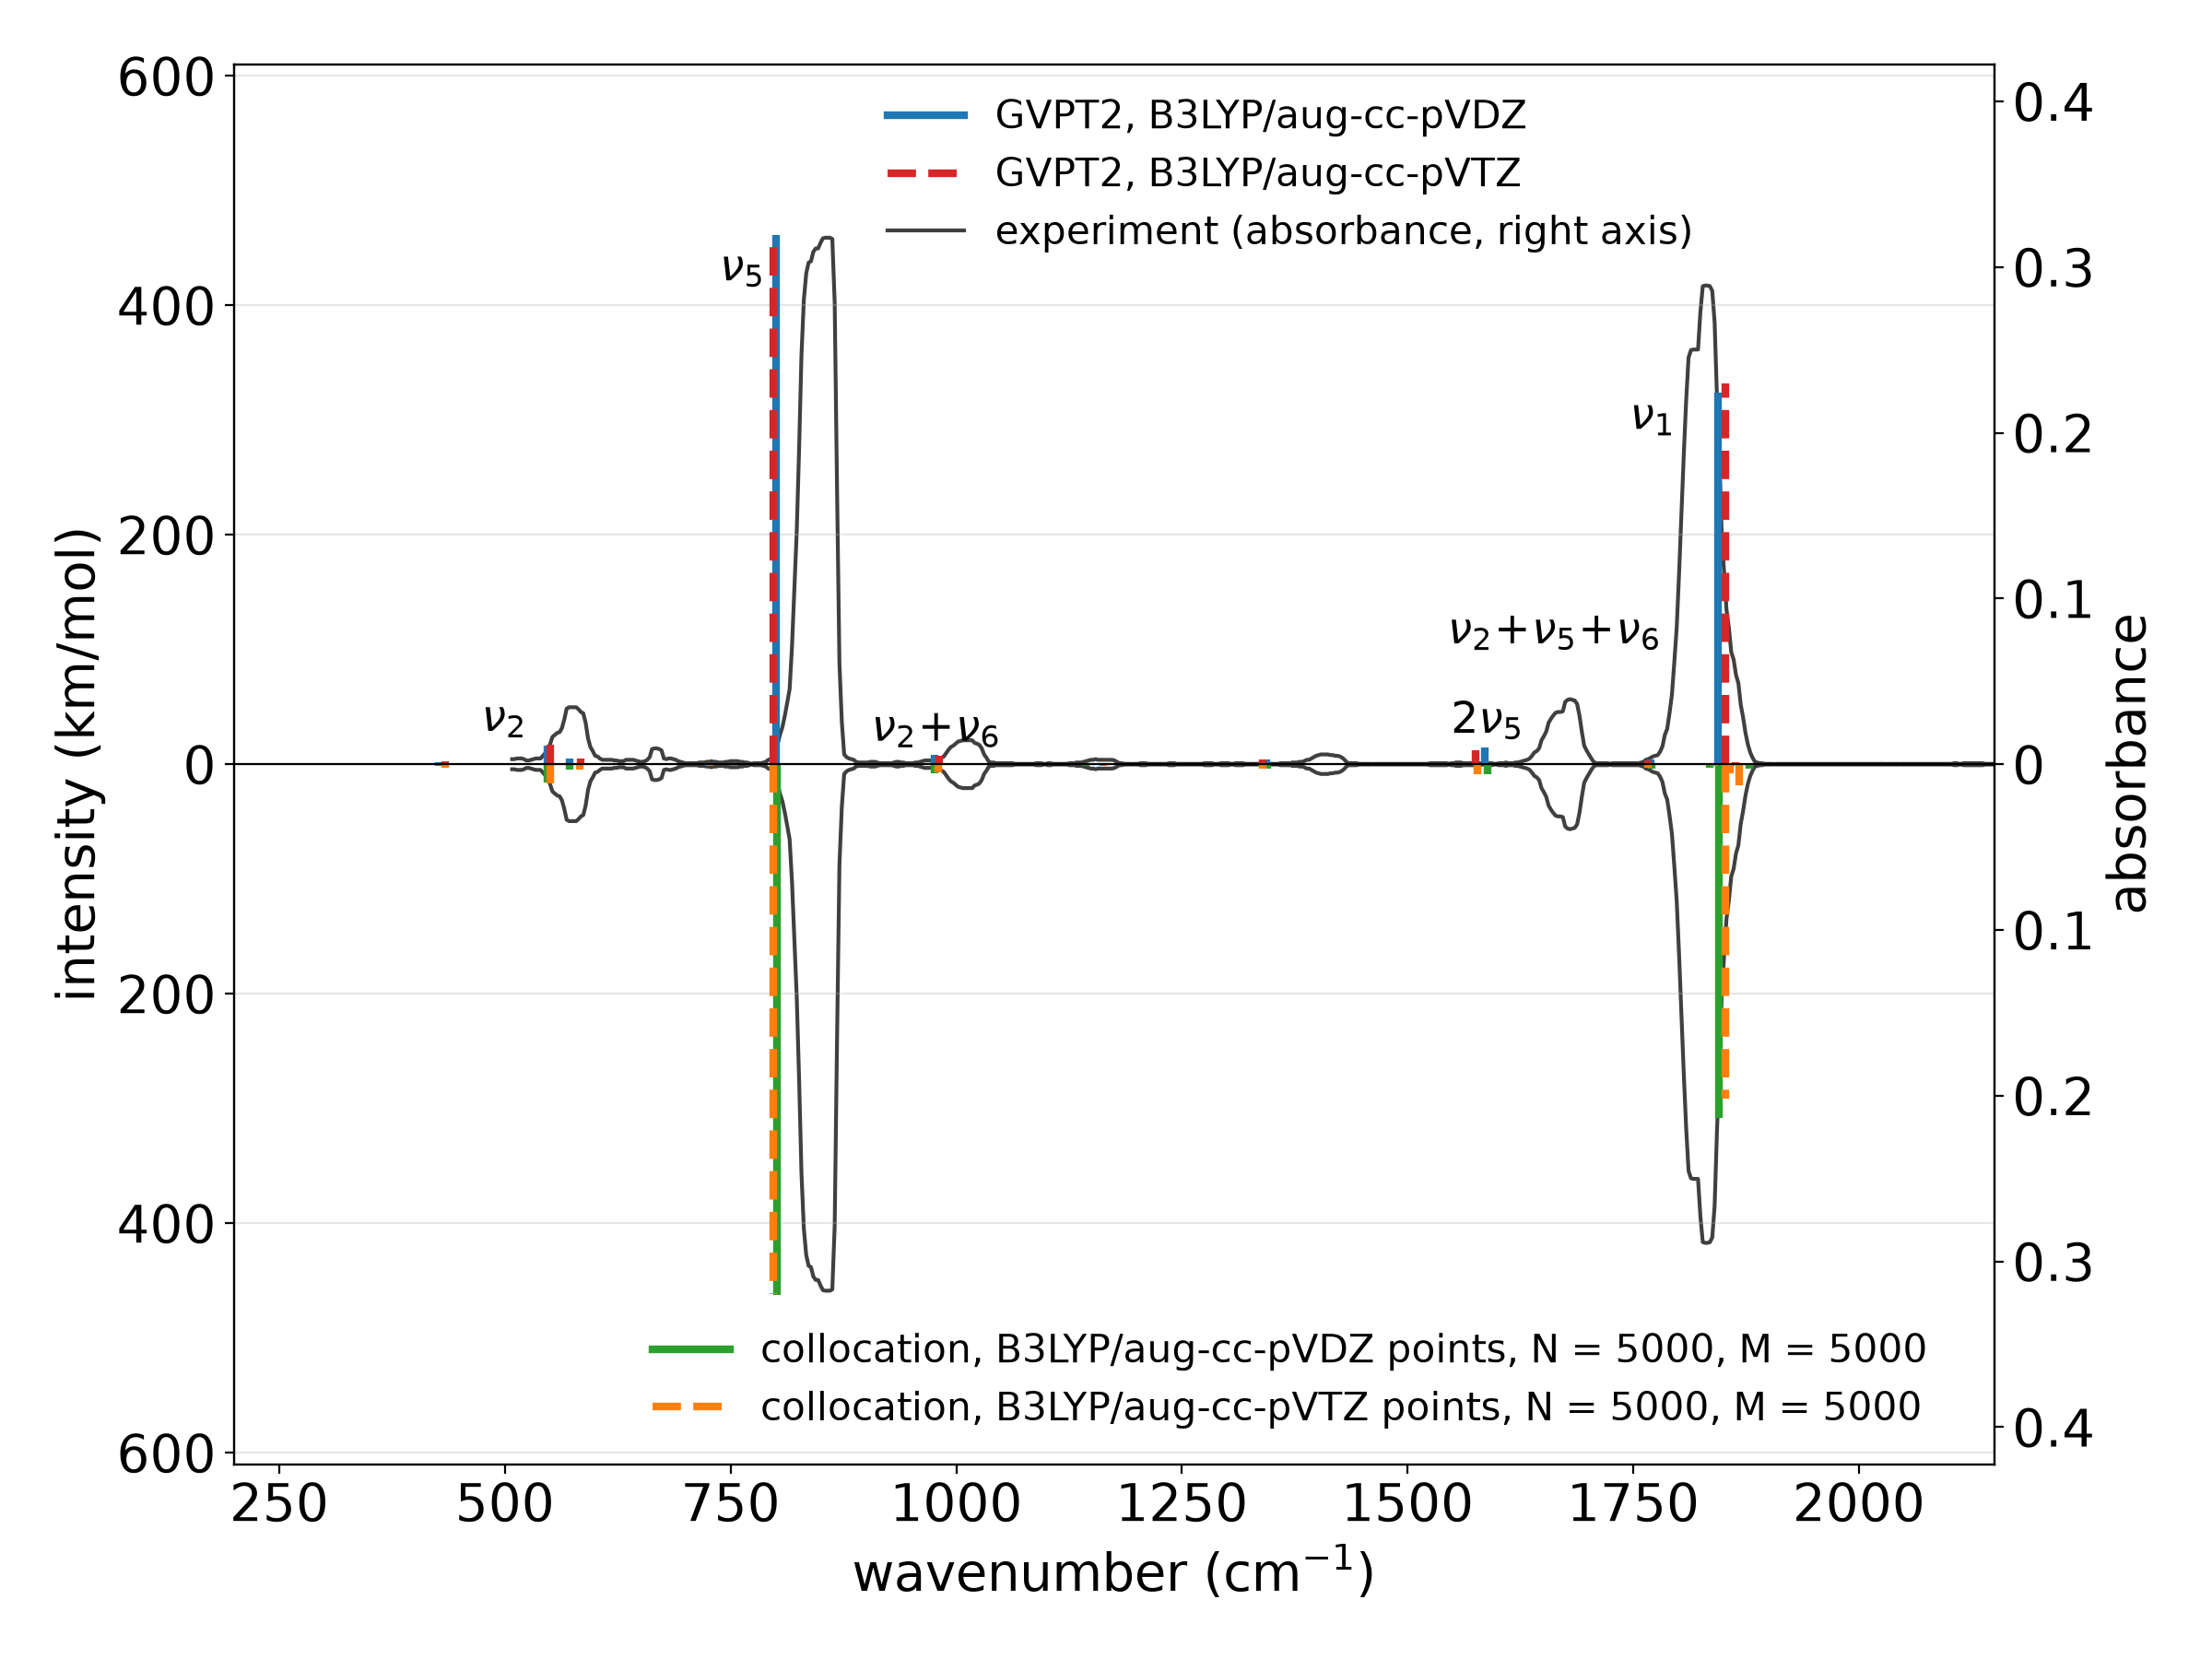 GVPT2, B3LYP/aug-cc-pVDZ
GVPT2, B3LYP/aug-cc-pVTZ
experiment (absorbance, right axis)
600
400
200
0
200
400
600
intensity (km/mol)
0.4
0.3
0.2
0.1
0
0.1
0.2
0.3
0.4
absorbance
ν₅
ν₁
ν₂+ν₅+ν₆
ν₂
ν₂+ν₆
2ν₅
collocation, B3LYP/aug-cc-pVDZ points, N = 5000, M = 5000
collocation, B3LYP/aug-cc-pVTZ points, N = 5000, M = 5000
250 500 750 1000 1250 1500 1750 2000
wavenumber (cm⁻¹)